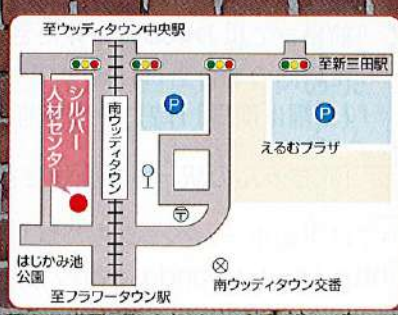 至ウッディタウン中央駅
至新三田駅
シルバー
人材センター
南ウッディタウン
P
P
えるむプラザ
〒
はじかみ池
公園
至フラワータウン駅
南ウッディタウン交番